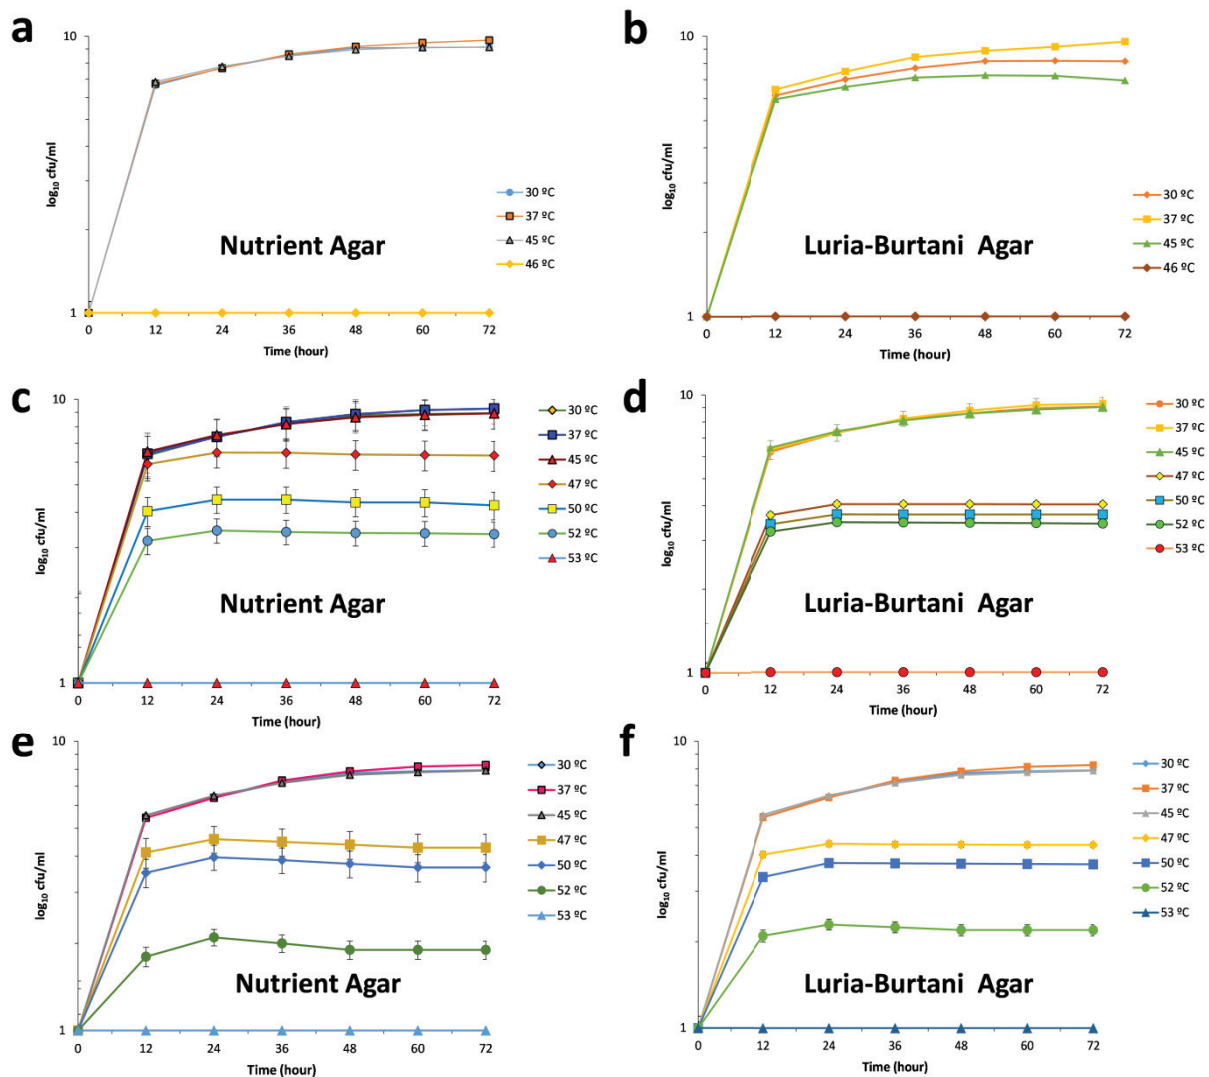 a
10
log10 cfu/ml
1
0 12 24 36 48 60 72
Time (hour)
30 ºC
37 ºC
45 ºC
46 ºC
Nutrient Agar
b
10
log10 cfu/ml
1
0 12 24 36 48 60 72
Time (hour)
30 ºC
37 ºC
45 ºC
46 ºC
Luria-Burtani Agar
c
10
log10 cfu/ml
1
0 12 24 36 48 60 72
Time (hour)
30 ºC
37 ºC
45 ºC
47 ºC
50 ºC
52 ºC
53 ºC
Nutrient Agar
d
10
log10 cfu/ml
1
0 12 24 36 48 60 72
Time (hour)
30 ºC
37 ºC
45 ºC
47 ºC
50 ºC
52 ºC
53 ºC
Luria-Burtani Agar
e
10
log10 cfu/ml
1
0 12 24 36 48 60 72
Time (hour)
30 ºC
37 ºC
45 ºC
47 ºC
50 ºC
52 ºC
53 ºC
Nutrient Agar
f
10
log10 cfu/ml
1
0 12 24 36 48 60 72
Time (hour)
30 ºC
37 ºC
45 ºC
47 ºC
50 ºC
52 ºC
53 ºC
Luria-Burtani Agar